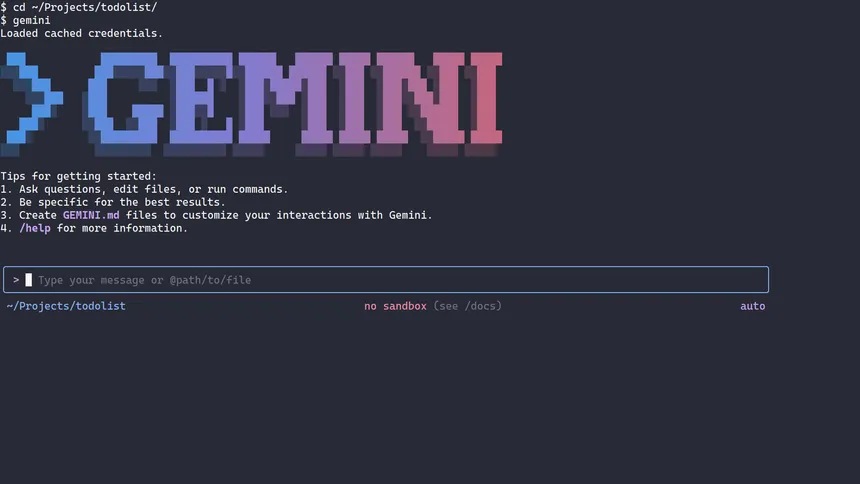 $ cd ~/Projects/todolist/
$ gemini
Loaded cached credentials.
> GEMINI
Tips for getting started:
1. Ask questions, edit files, or run commands.
2. Be specific for the best results.
3. Create GEMINI.md files to customize your interactions with Gemini.
4. /help for more information.
> Type your message or @path/to/file
~/Projects/todolist no sandbox (see /docs) auto